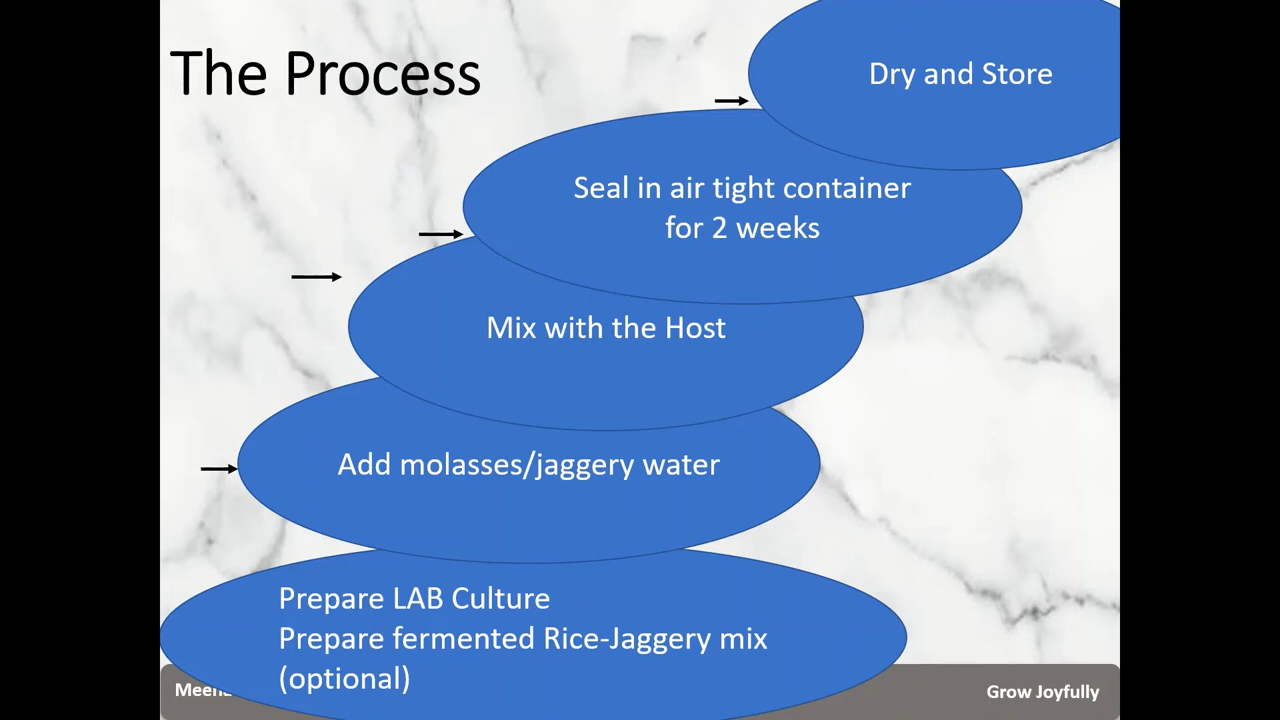 The Process
Dry and Store
Seal in air tight container
for 2 weeks
Mix with the Host
Add molasses/jaggery water
Prepare LAB Culture
Prepare fermented Rice-Jaggery mix
(optional)
Grow Joyfully